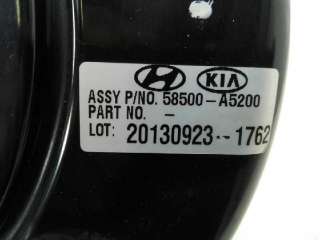 KIA
ASSY P/NO. 58500-A5200
PART NO. -
LOT: 20130923--1762